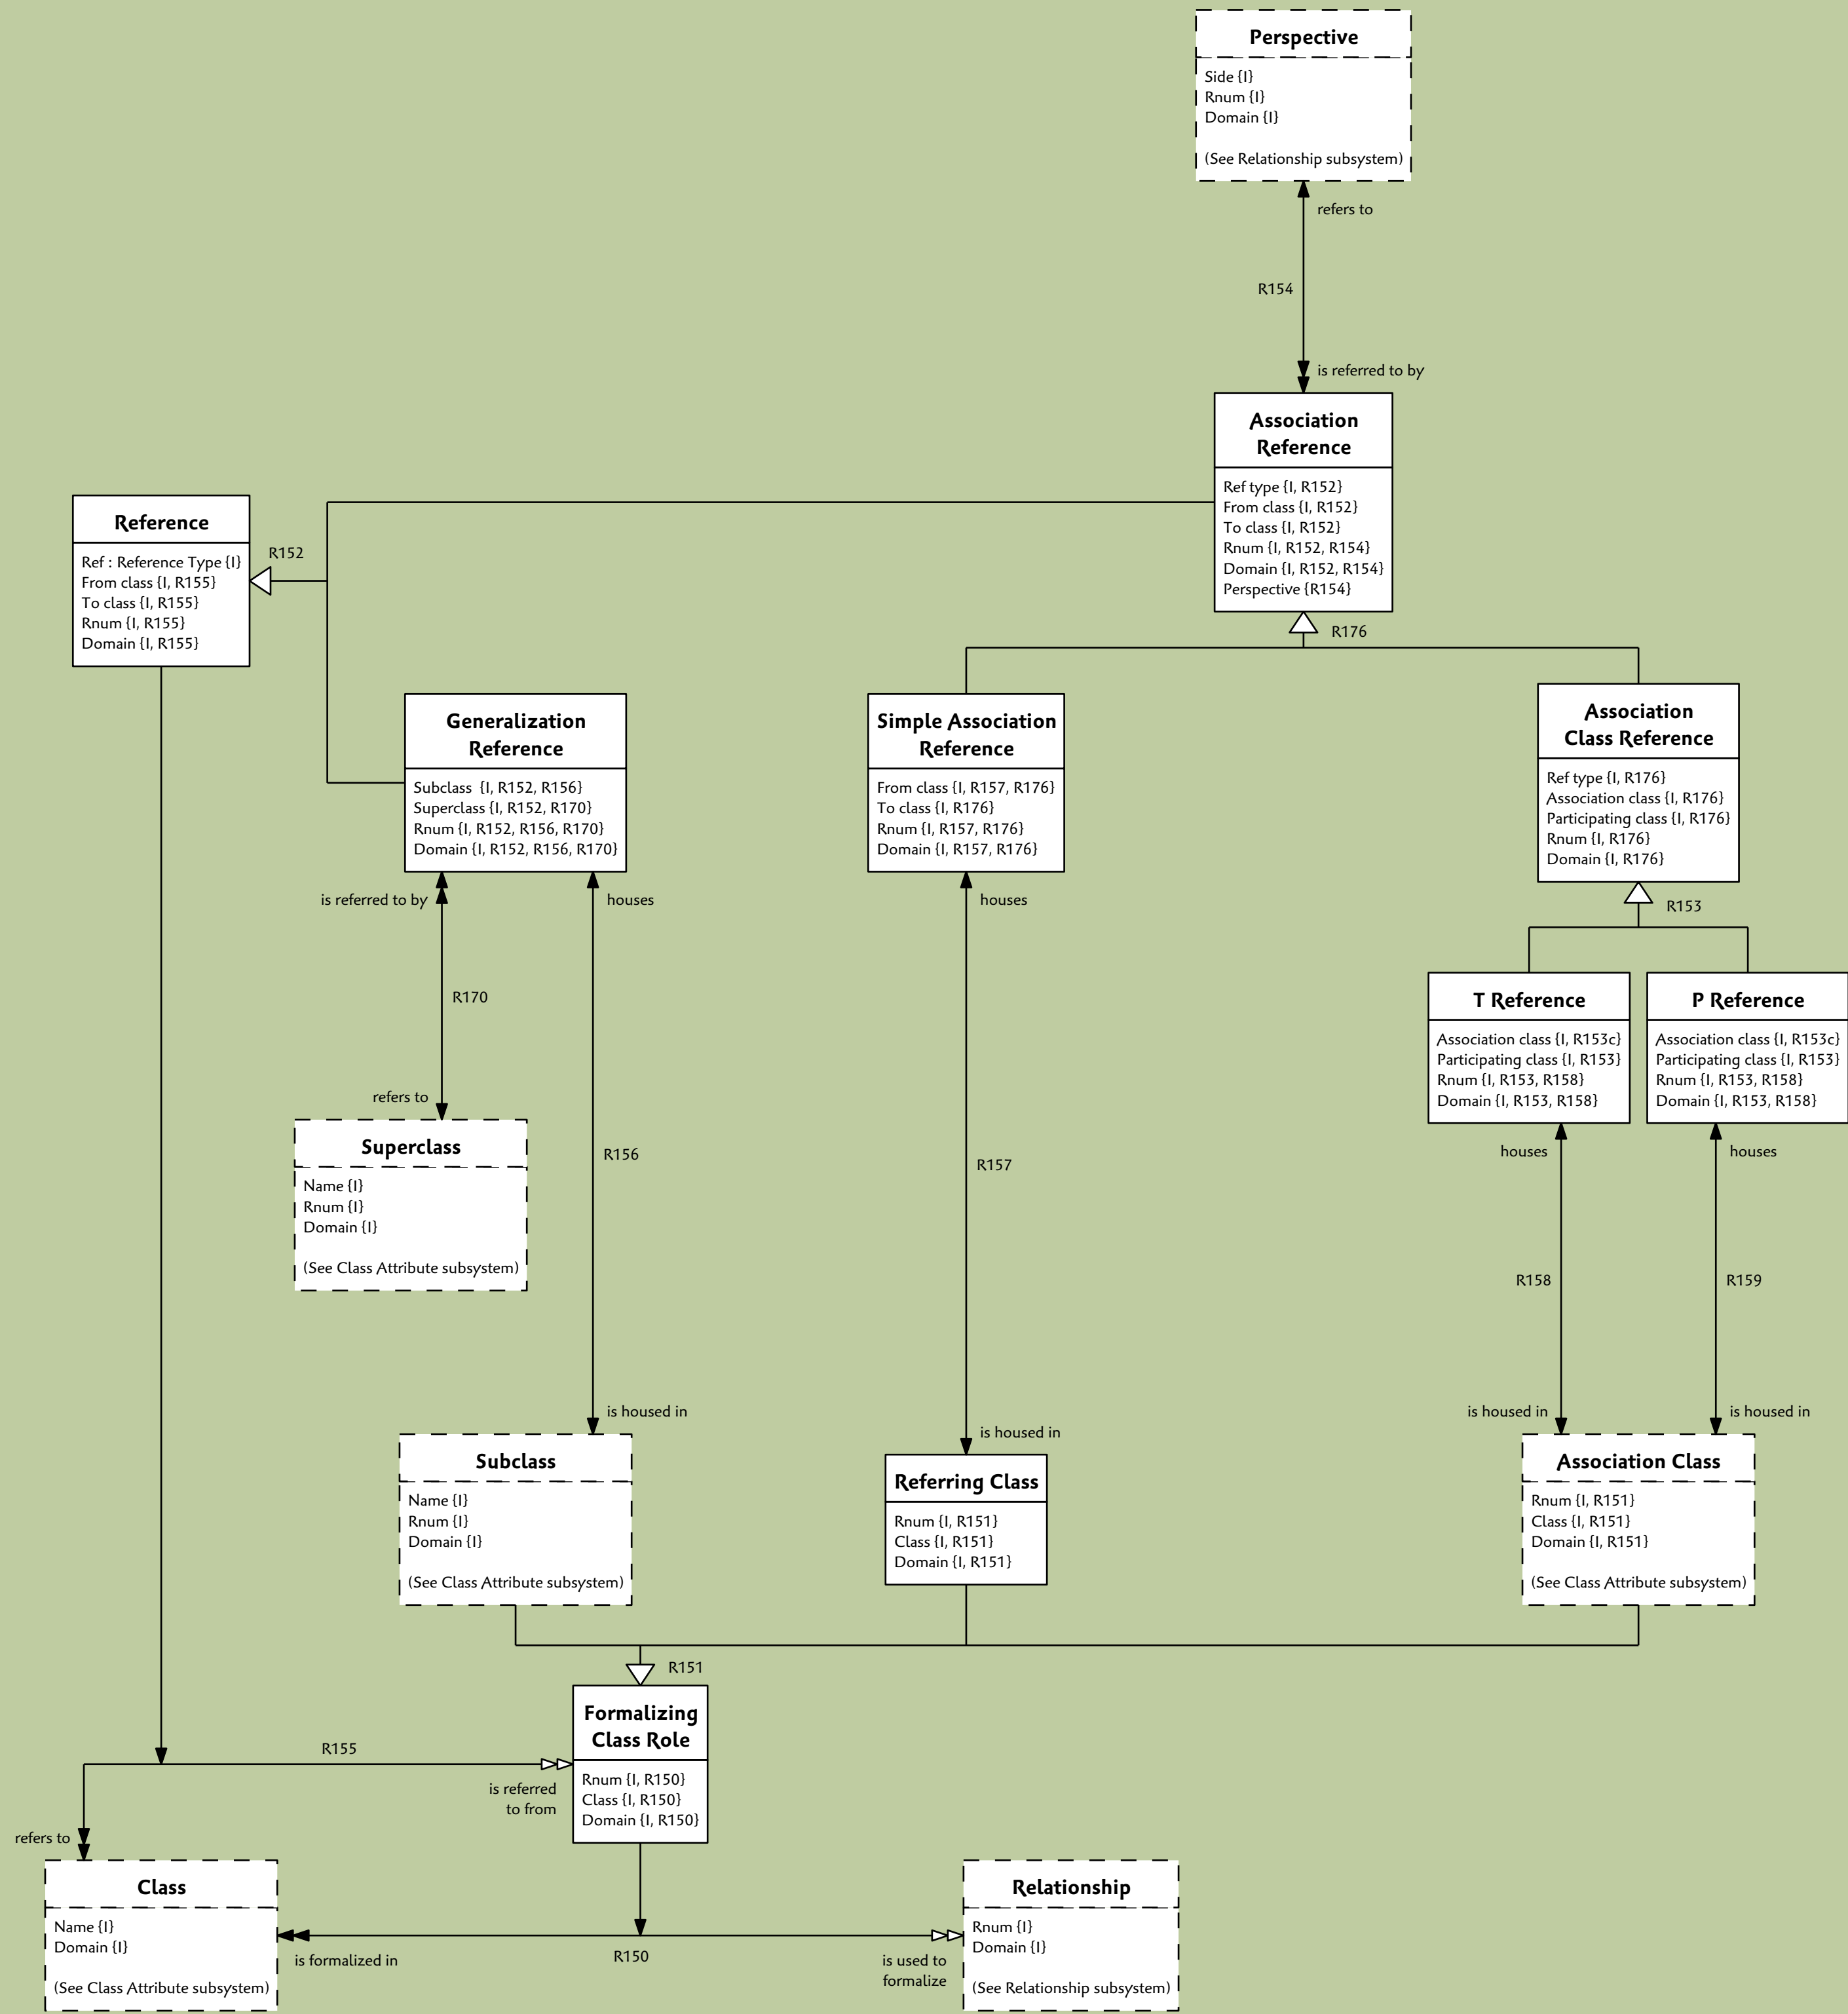 Perspective
Side {I}
Rnum {I}
Domain {I}
(See Relationship subsystem)
refers to
R154
is referred to by
Association
Reference
Ref type {I, R152}
From class {I, R152}
To class {I, R152}
Rnum {I, R152, R154}
Domain {I, R152, R154}
Perspective {R154}
Reference
Ref : Reference Type {I}
From class {I, R155}
To class {I, R155}
Rnum {I, R155}
Domain {I, R155}
R152
R176
Generalization
Reference
Subclass  {I, R152, R156}
Superclass {I, R152, R170}
Rnum {I, R152, R156, R170}
Domain {I, R152, R156, R170}
Simple Association
Reference
From class {I, R157, R176}
To class {I, R176}
Rnum {I, R157, R176}
Domain {I, R157, R176}
Association
Class Reference
Ref type {I, R176}
Association class {I, R176}
Participating class {I, R176}
Rnum {I, R176}
Domain {I, R176}
is referred to by
houses
houses
R153
R170
refers to
T Reference
Association class {I, R153c}
Participating class {I, R153}
Rnum {I, R153, R158}
Domain {I, R153, R158}
P Reference
Association class {I, R153c}
Participating class {I, R153}
Rnum {I, R153, R158}
Domain {I, R153, R158}
Superclass
Name {I}
Rnum {I}
Domain {I}
(See Class Attribute subsystem)
R156
R157
houses
houses
R158
R159
is housed in
is housed in
is housed in
is housed in
Subclass
Name {I}
Rnum {I}
Domain {I}
(See Class Attribute subsystem)
Referring Class
Rnum {I, R151}
Class {I, R151}
Domain {I, R151}
Association Class
Rnum {I, R151}
Class {I, R151}
Domain {I, R151}
(See Class Attribute subsystem)
R151
Formalizing
Class Role
Rnum {I, R150}
Class {I, R150}
Domain {I, R150}
R155
is referred
to from
refers to
Class
Name {I}
Domain {I}
(See Class Attribute subsystem)
is formalized in
R150
is used to
formalize
Relationship
Rnum {I}
Domain {I}
(See Relationship subsystem)